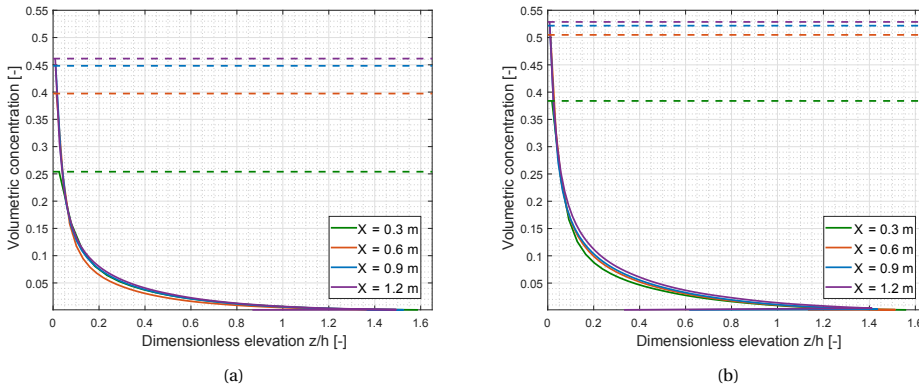 0.55
0.5
0.45
0.4
0.35
0.3
0.25
0.2
0.15
0.1
0.05
0 0.2 0.4 0.6 0.8 1 1.2 1.4 1.6
Volumetric concentration [-]
Dimensionless elevation z/h [-]
X = 0.3 m
X = 0.6 m
X = 0.9 m
X = 1.2 m
(a)
0.55
0.5
0.45
0.4
0.35
0.3
0.25
0.2
0.15
0.1
0.05
0 0.2 0.4 0.6 0.8 1 1.2 1.4 1.6
Volumetric concentration [-]
Dimensionless elevation z/h [-]
X = 0.3 m
X = 0.6 m
X = 0.9 m
X = 1.2 m
(b)